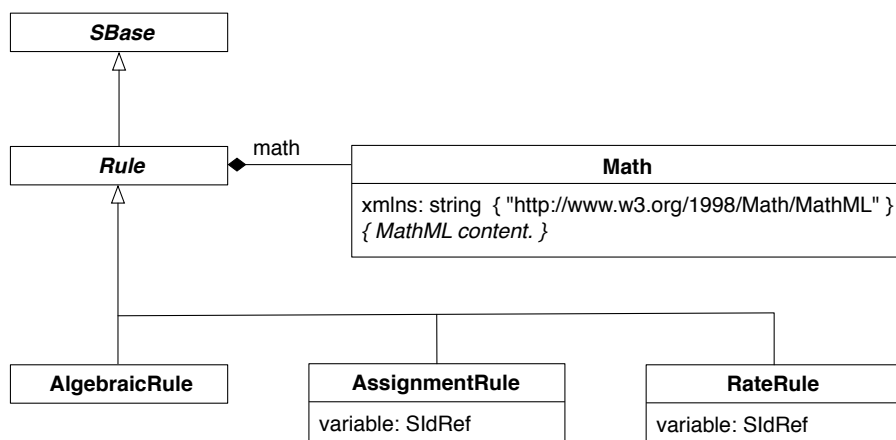 SBase
Rule
math
Math
xmlns: string { "http://www.w3.org/1998/Math/MathML" }
{ MathML content. }
AlgebraicRule
AssignmentRule
RateRule
variable: SIdRef
variable: SIdRef